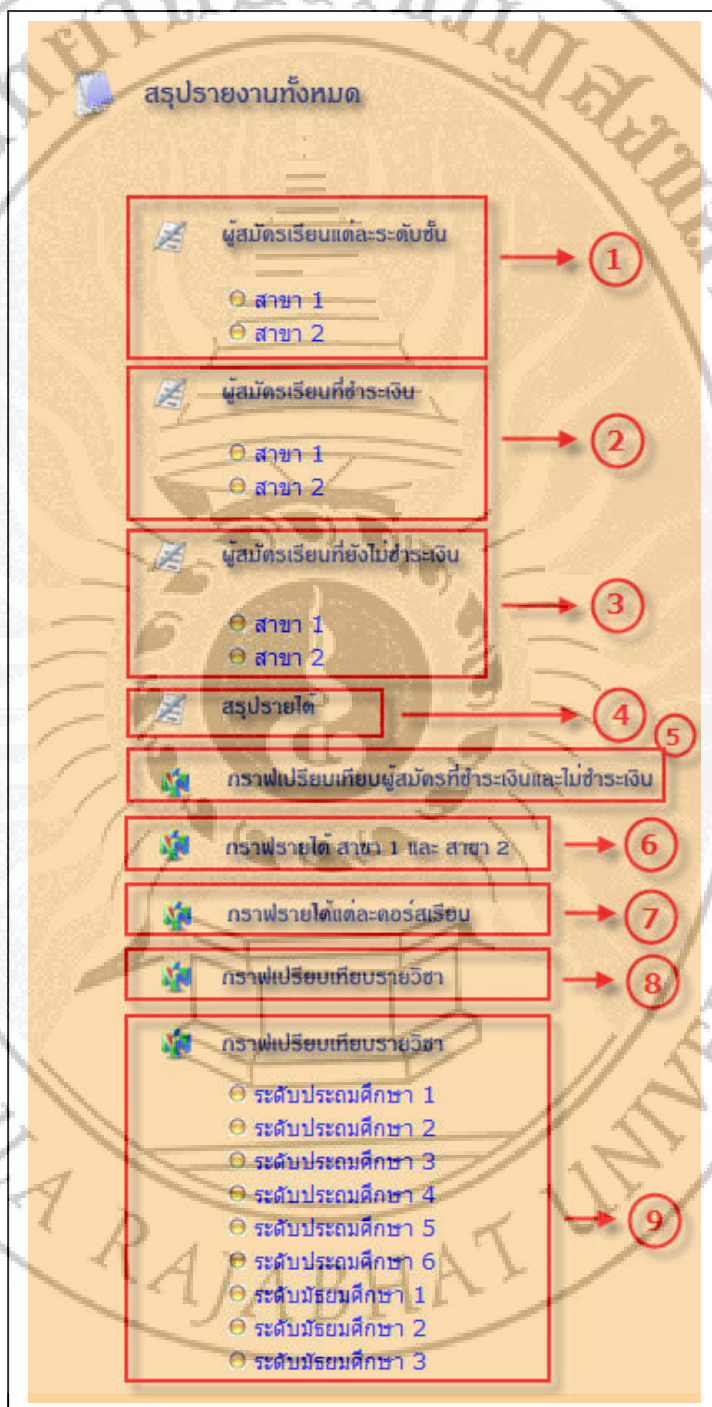 สรุปรายงานทั้งหมด
ผู้สมัครเรียนแต่ละระดับชั้น
สาขา 1
สาขา 2
1
ผู้สมัครเรียนที่ชำระเงิน
สาขา 1
สาขา 2
2
ผู้สมัครเรียนที่ยังไม่ชำระเงิน
สาขา 1
สาขา 2
3
สรุปรายได้
4
5
กราฟเปรียบเทียบผู้สมัครที่ชำระเงินและไม่ชำระเงิน
กราฟรายได้ สาขา 1 และ สาขา 2
6
กราฟรายได้แต่ละคอร์สเรียน
7
กราฟเปรียบเทียบรายวิชา
8
กราฟเปรียบเทียบรายวิชา
ระดับประถมศึกษา 1
ระดับประถมศึกษา 2
ระดับประถมศึกษา 3
ระดับประถมศึกษา 4
ระดับประถมศึกษา 5
ระดับประถมศึกษา 6
ระดับมัธยมศึกษา 1
ระดับมัธยมศึกษา 2
ระดับมัธยมศึกษา 3
9
RAJABHAT